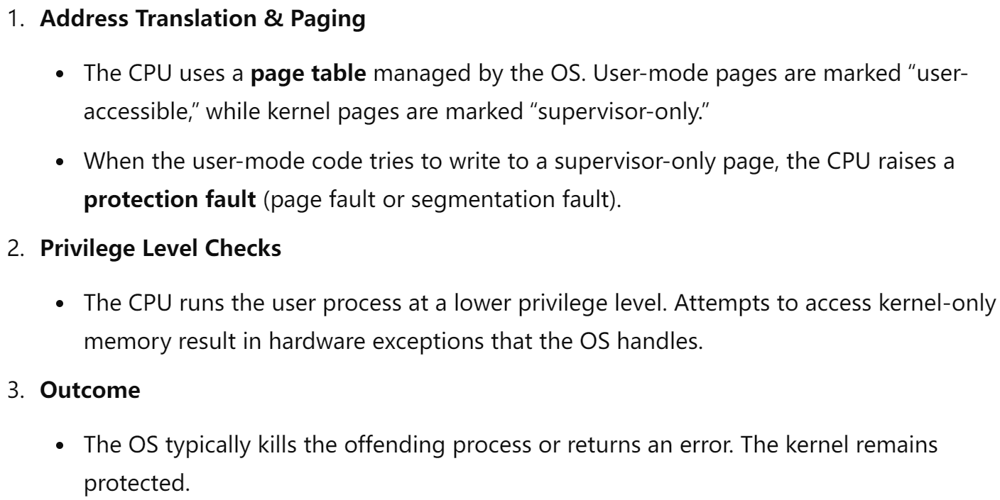 1. Address Translation & Paging
• The CPU uses a page table managed by the OS. User-mode pages are marked “user-
accessible,” while kernel pages are marked “supervisor-only.”
• When the user-mode code tries to write to a supervisor-only page, the CPU raises a
protection fault (page fault or segmentation fault).
2. Privilege Level Checks
• The CPU runs the user process at a lower privilege level. Attempts to access kernel-only
memory result in hardware exceptions that the OS handles.
3. Outcome
• The OS typically kills the offending process or returns an error. The kernel remains
protected.